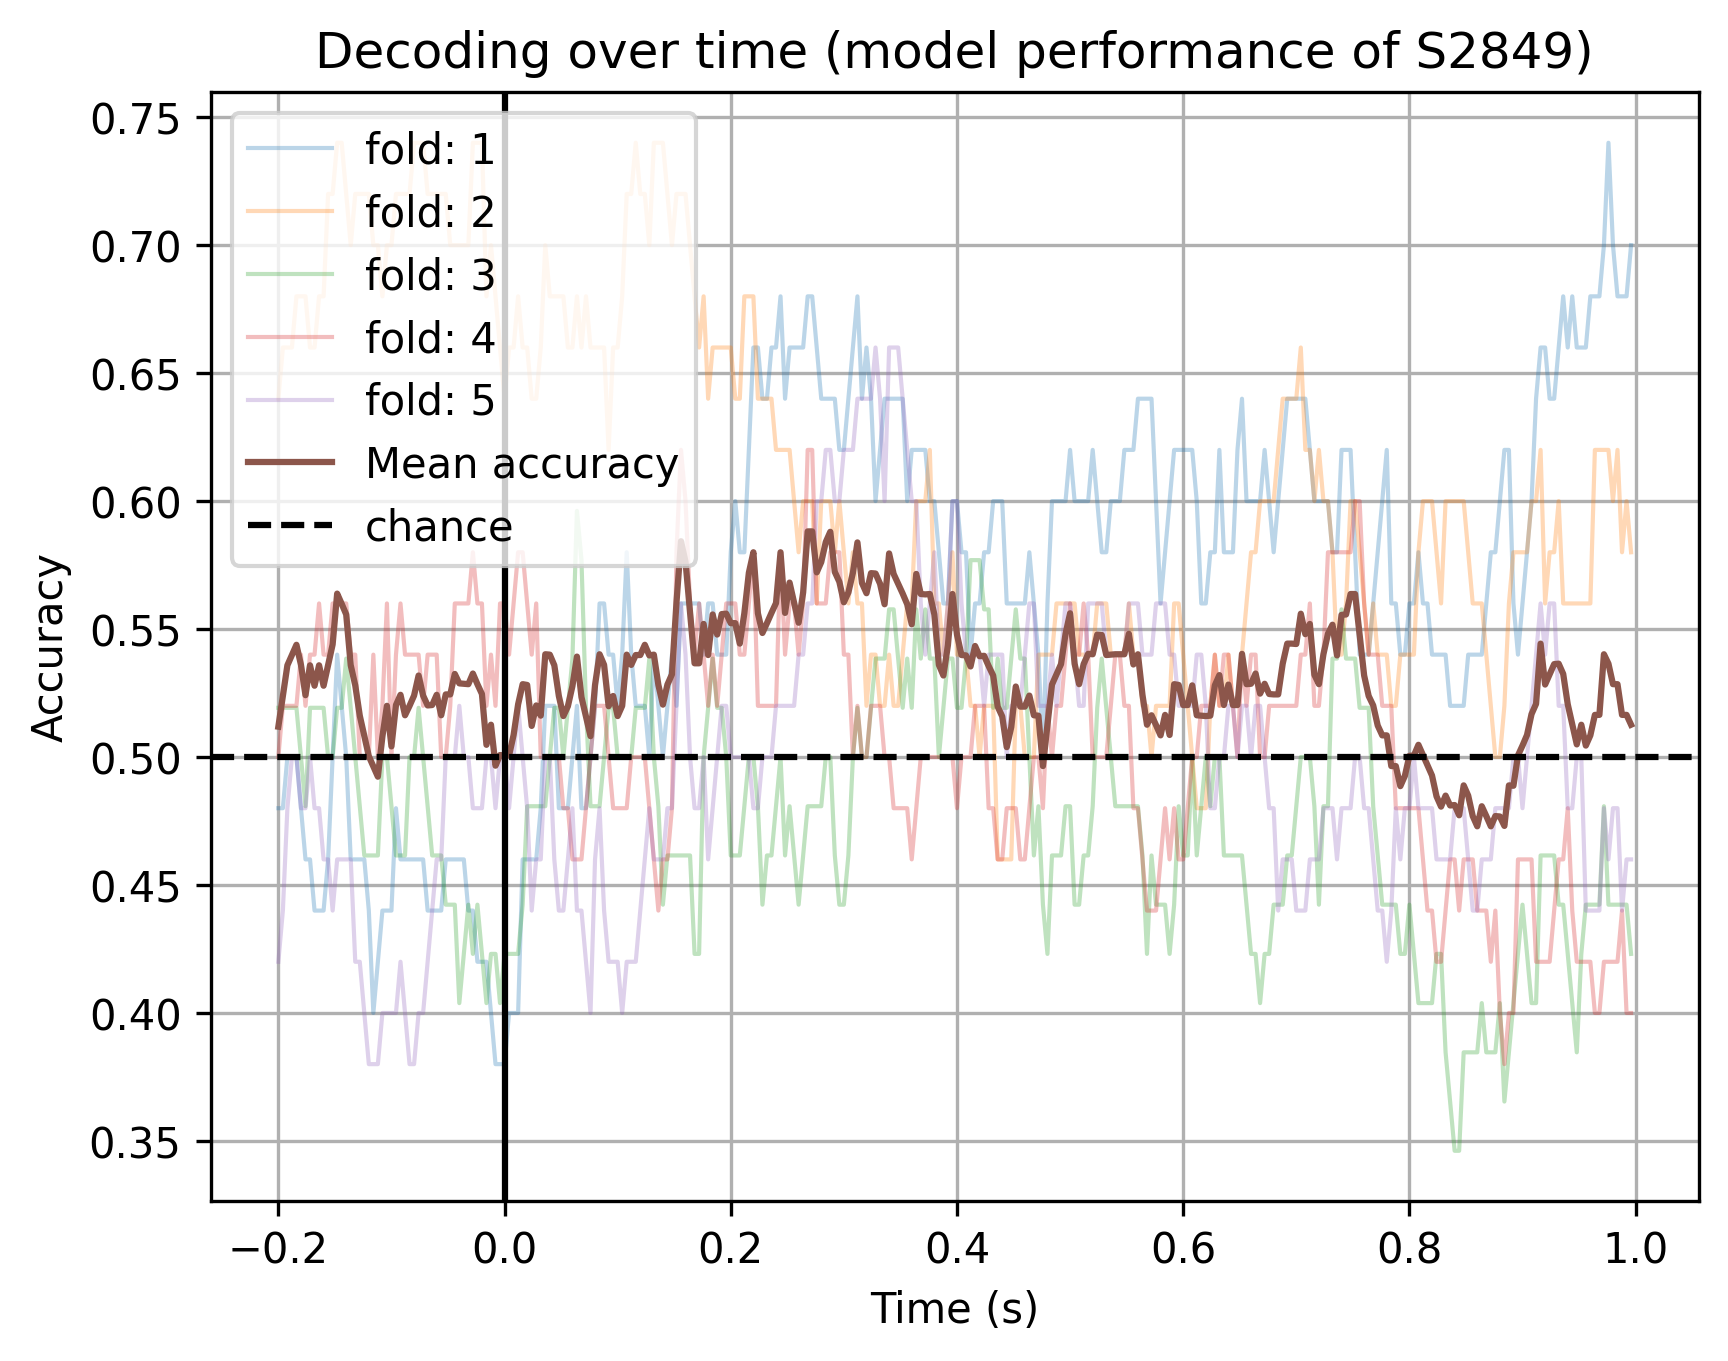 Decoding over time (model performance of S2849)
Accuracy
0.75
0.70
0.65
0.60
0.55
0.50
0.45
0.40
0.35
fold: 1
fold: 2
fold: 3
fold: 4
fold: 5
Mean accuracy
chance
−0.2 0.0 0.2 0.4 0.6 0.8 1.0
Time (s)